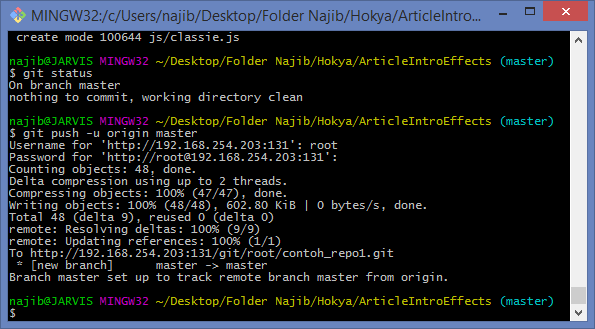 MINGW32:/c/Users/najib/Desktop/Folder Najib/Hokya/ArticleIntro...
create mode 100644 js/classie.js
najib@JARVIS MINGW32 ~/Desktop/Folder Najib/Hokya/ArticleIntroEffects (master)
$ git status
On branch master
nothing to commit, working directory clean
najib@JARVIS MINGW32 ~/Desktop/Folder Najib/Hokya/ArticleIntroEffects (master)
$ git push -u origin master
Username for 'http://192.168.254.203:131': root
Password for 'http://root@192.168.254.203:131':
Counting objects: 48, done.
Delta compression using up to 2 threads.
Compressing objects: 100% (47/47), done.
Writing objects: 100% (48/48), 602.80 KiB | 0 bytes/s, done.
Total 48 (delta 9), reused 0 (delta 0)
remote: Resolving deltas: 100% (9/9)
remote: Updating references: 100% (1/1)
To http://192.168.254.203:131/git/root/contoh_repo1.git
* [new branch]      master -> master
Branch master set up to track remote branch master from origin.
najib@JARVIS MINGW32 ~/Desktop/Folder Najib/Hokya/ArticleIntroEffects (master)
$